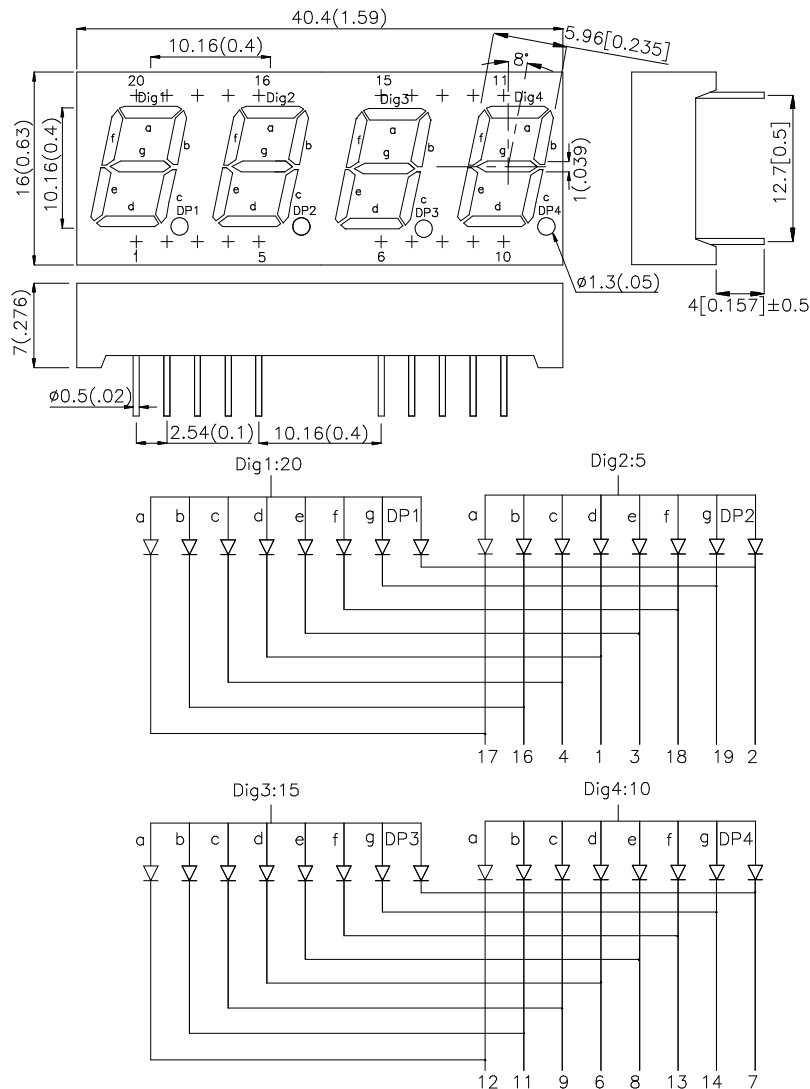 40.4(1.59)
10.16(0.4)
5.96[0.235]
8°
20 16 15 11
Dig1 Dig2 Dig3 Dig4
16(0.63)
10.16(0.4)
a a a a
f b f b f b f b
g g g g
1(.039)
12.7[0.5]
e c e c e c e c
d d d d
DP1 DP2 DP3 DP4
1 5 6 10
ø1.3(.05)
4[0.157]±0.5
7(.276)
ø0.5(.02)
2.54(0.1) 10.16(0.4)
Dig1:20 Dig2:5
a b c d e f g DP1 a b c d e f g DP2
17 16 4 1 3 18 19 2
Dig3:15 Dig4:10
a b c d e f g DP3 a b c d e f g DP4
12 11 9 6 8 13 14 7